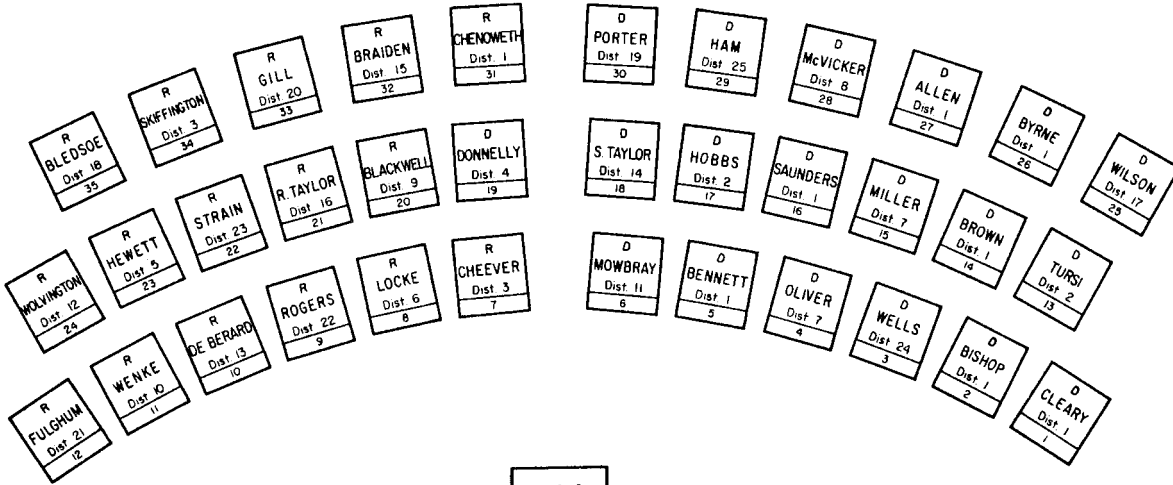 R
BLEDSOE
Dist. 18
35
R
SKIFFINGTON
Dist. 3
34
R
GILL
Dist. 20
33
R
BRAIDEN
Dist. 15
32
R
CHENOWETH
Dist. 1
31
D
PORTER
Dist. 19
30
D
HAM
Dist. 25
29
D
McVICKER
Dist. 8
28
D
ALLEN
Dist. 1
27
D
BYRNE
Dist. 1
26
D
WILSON
Dist. 17
25
R
WOLVINGTON
Dist. 12
24
R
HEWETT
Dist. 5
23
R
STRAIN
Dist. 23
22
R
R. TAYLOR
Dist. 16
21
R
BLACKWELL
Dist. 9
20
D
DONNELLY
Dist. 4
19
D
S. TAYLOR
Dist. 14
18
D
HOBBS
Dist. 2
17
D
SAUNDERS
Dist. 1
16
D
MILLER
Dist. 7
15
D
BROWN
Dist. 1
14
D
TURSI
Dist. 2
13
R
FULGHUM
Dist. 21
12
R
WENKE
Dist. 10
11
R
DE BERARD
Dist. 13
10
R
ROGERS
Dist. 22
9
R
LOCKE
Dist. 6
8
R
CHEEVER
Dist. 3
7
D
MOWBRAY
Dist. 11
6
D
BENNETT
Dist. 1
5
D
OLIVER
Dist. 7
4
D
WELLS
Dist. 24
3
D
BISHOP
Dist. 1
2
D
CLEARY
Dist. 1
1